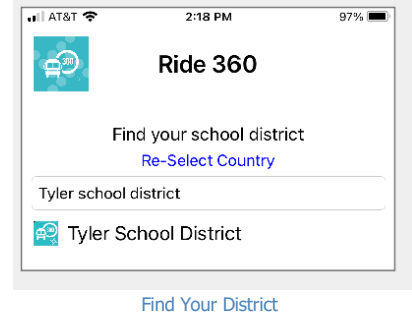 AT&T 2:18 PM 97%
360
Ride 360
Find your school district
Re-Select Country
Tyler school district
Tyler School District
Find Your District